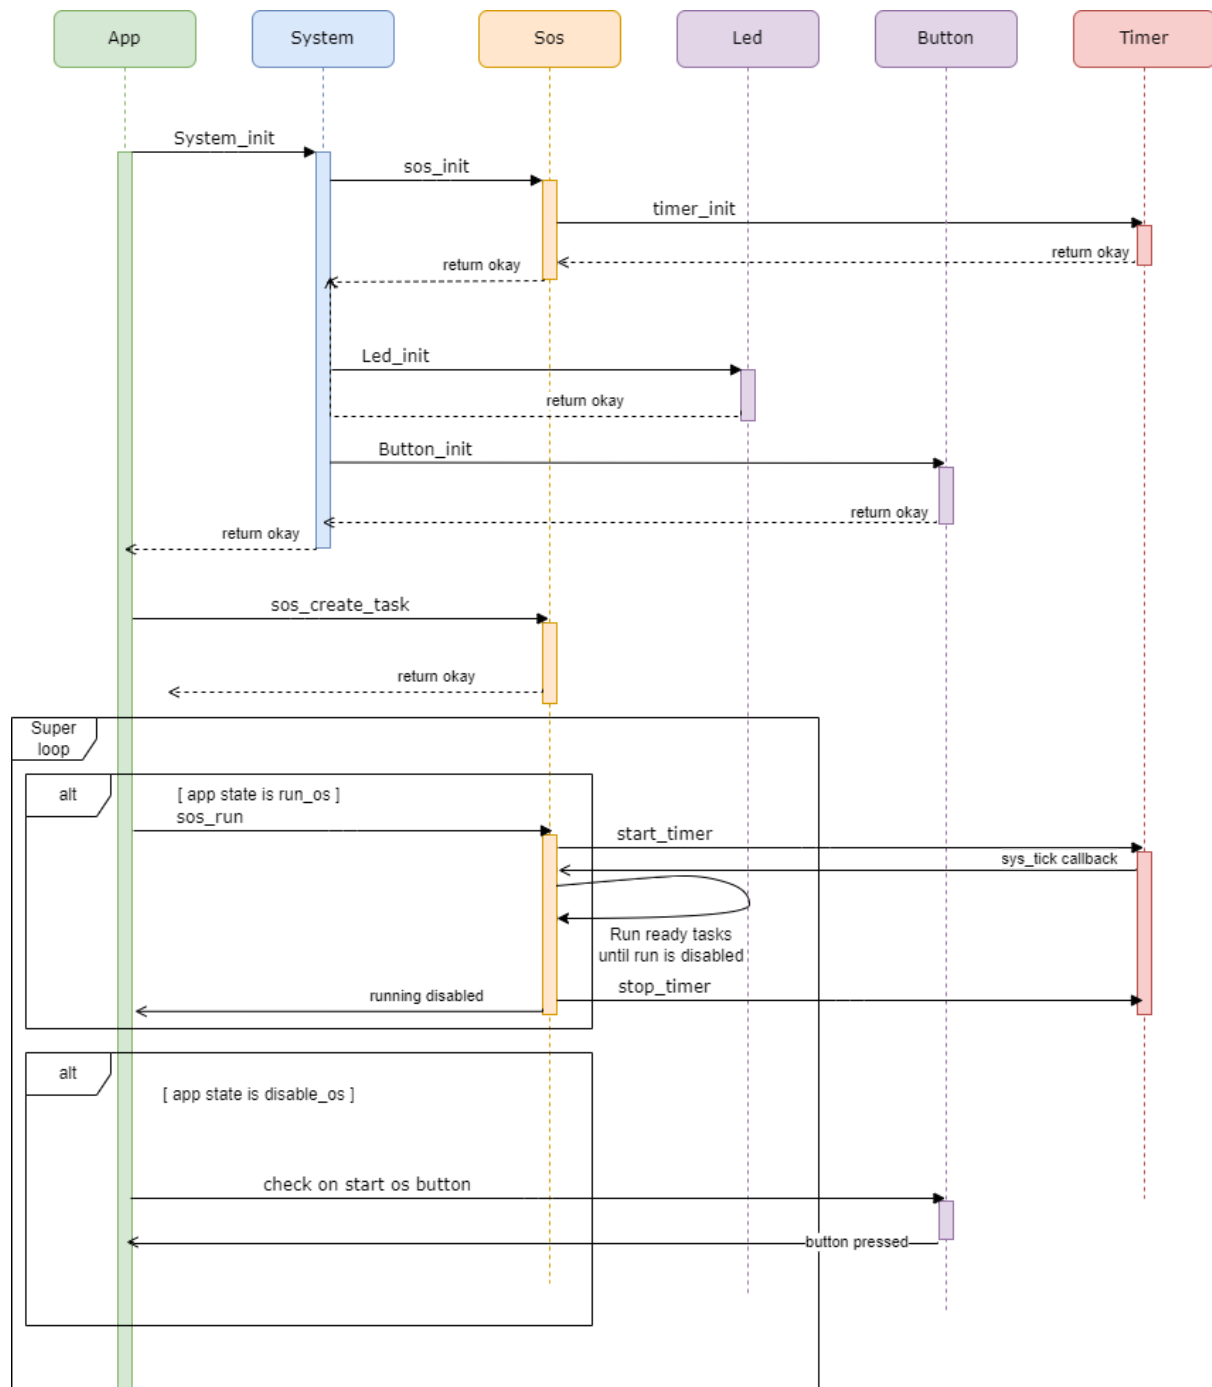 App
System
Sos
Led
Button
Timer
System_init
sos_init
timer_init
return okay
return okay
Led_init
return okay
Button_init
return okay
return okay
sos_create_task
return okay
Super
loop
alt
[ app state is run_os ]
sos_run
start_timer
sys_tick callback
Run ready tasks
until run is disabled
stop_timer
running disabled
alt
[ app state is disable_os ]
check on start os button
button pressed